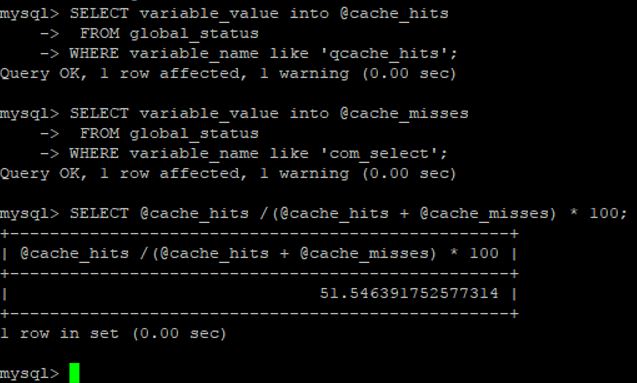 mysql> SELECT variable_value into @cache_hits
    ->  FROM global_status
    -> WHERE variable_name like 'qcache_hits';
Query OK, 1 row affected, 1 warning (0.00 sec)
mysql> SELECT variable_value into @cache_misses
    ->  FROM global_status
    -> WHERE variable_name like 'com_select';
Query OK, 1 row affected, 1 warning (0.00 sec)
mysql> SELECT @cache_hits /(@cache_hits + @cache_misses) * 100;
+--------------------------------------------------+
| @cache_hits /(@cache_hits + @cache_misses) * 100 |
+--------------------------------------------------+
|                               51.546391752577314 |
+--------------------------------------------------+
1 row in set (0.00 sec)
mysql>